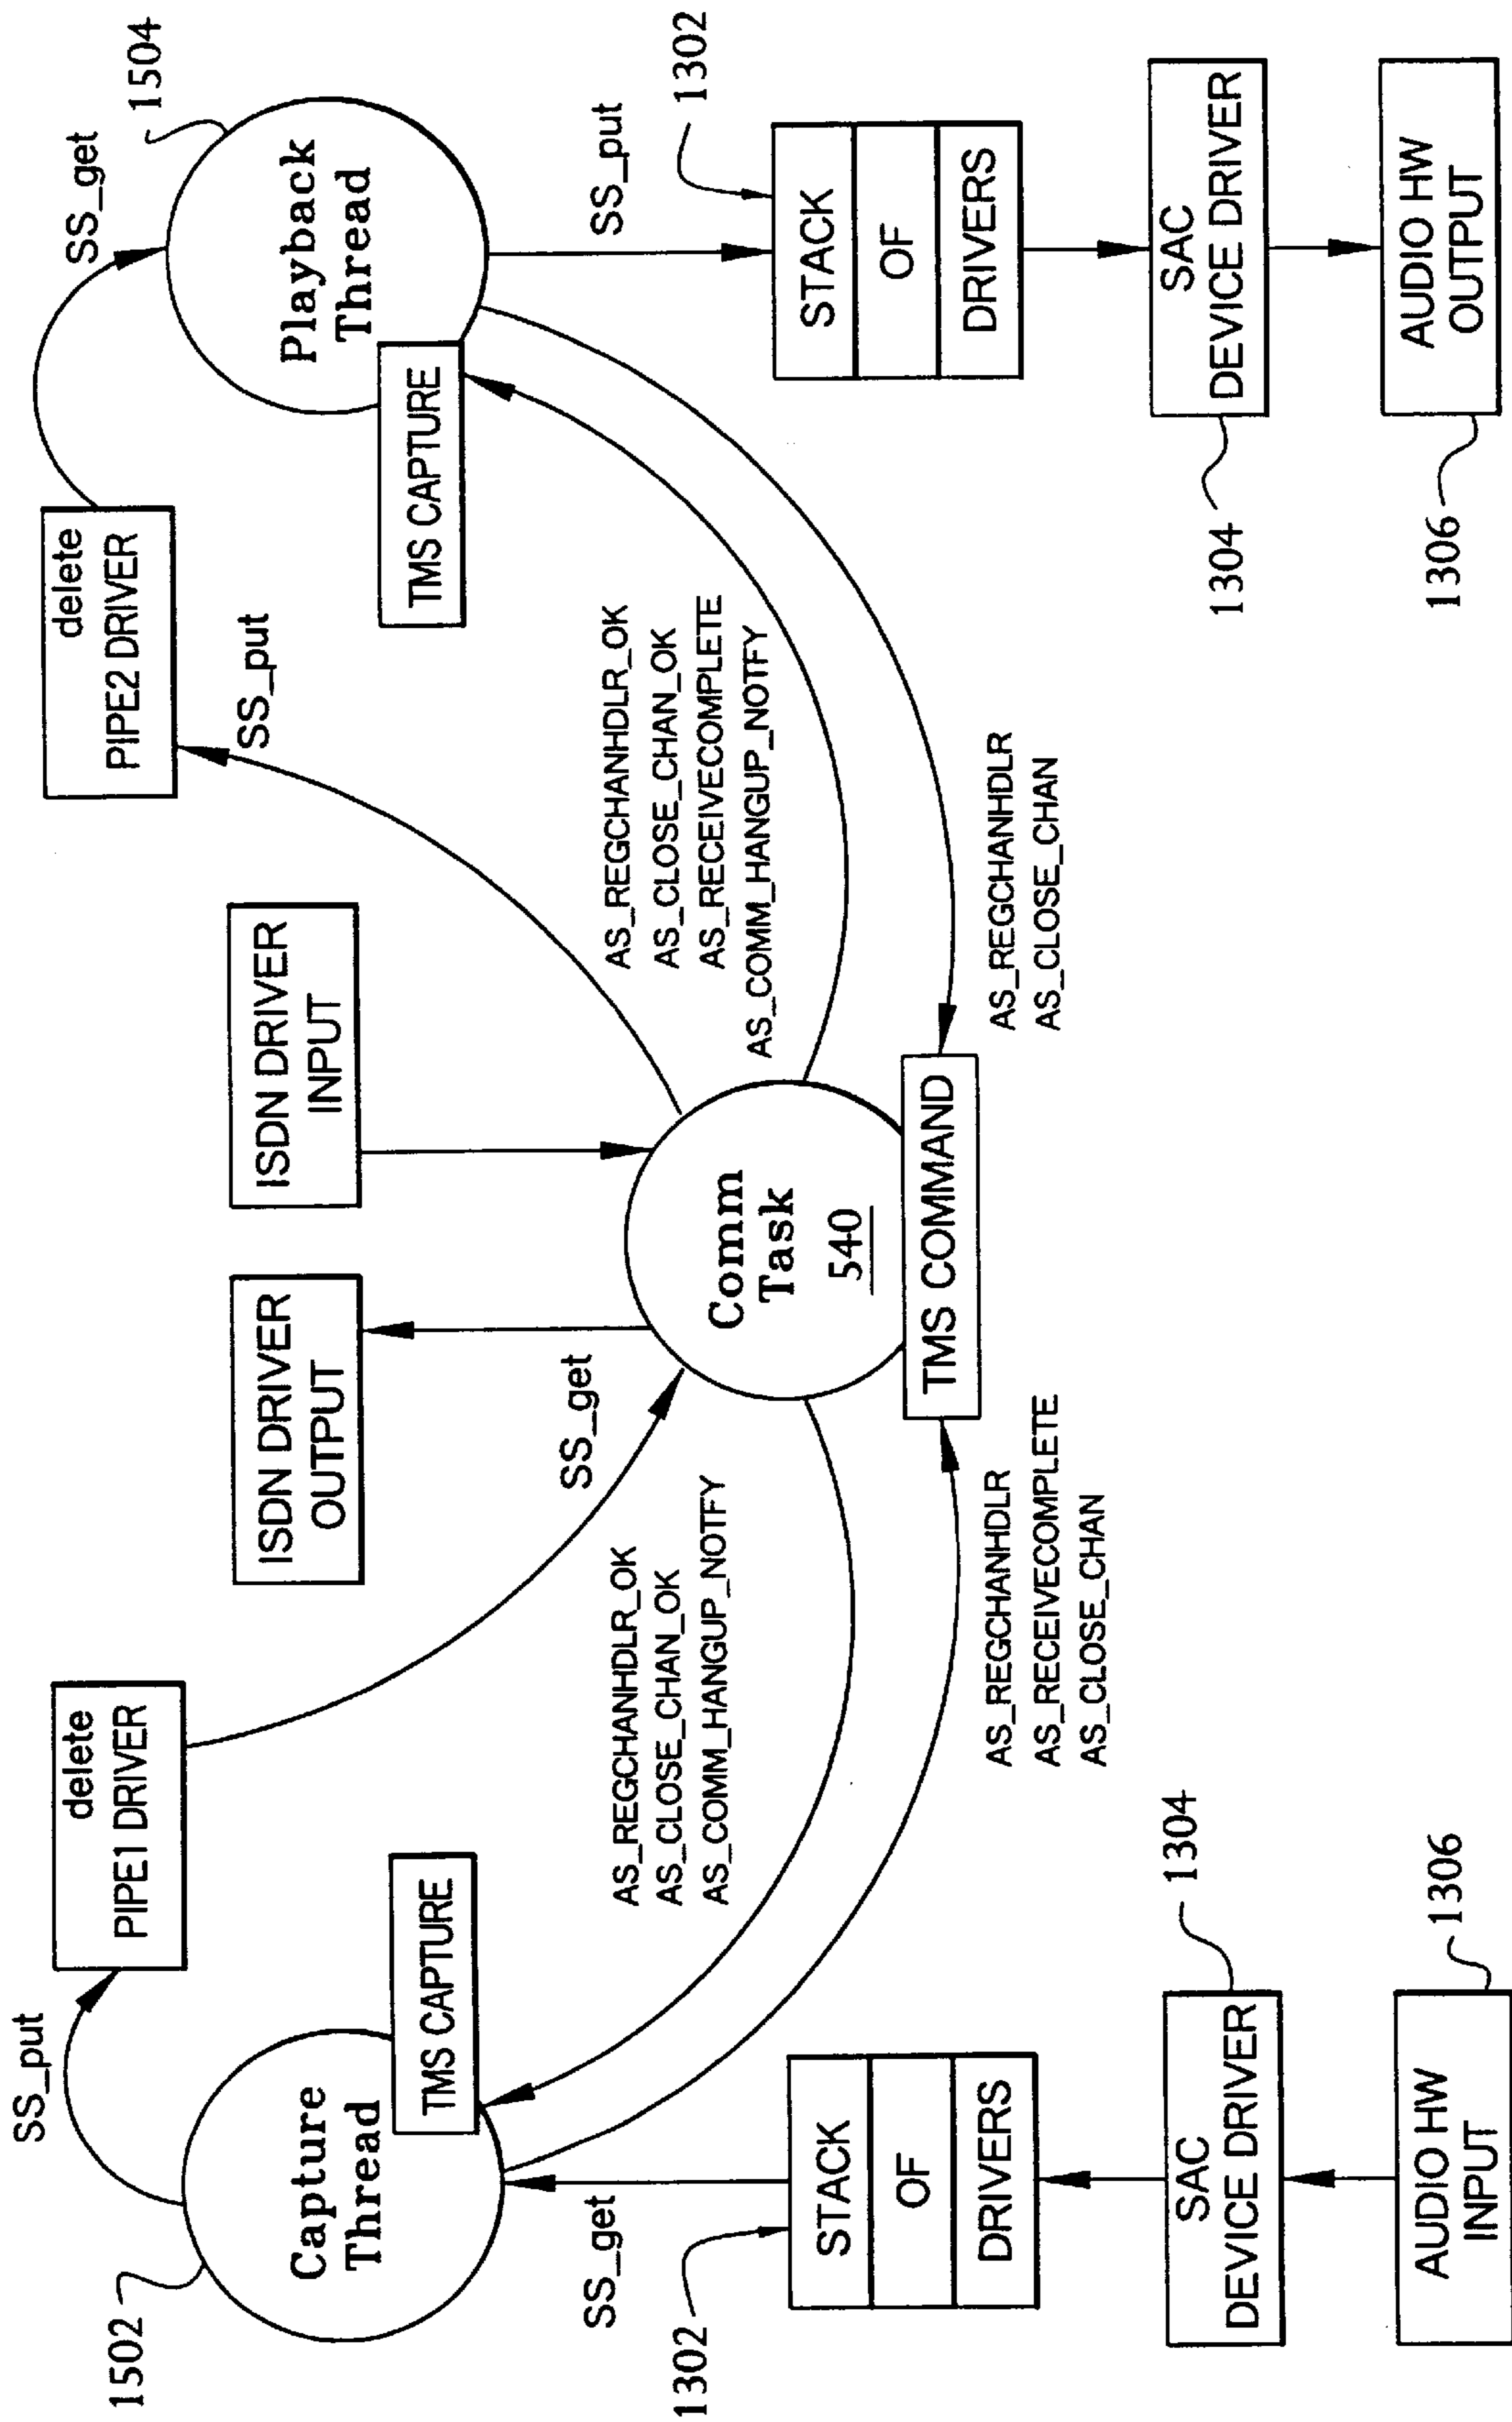 1502
Capture
Thread
SS_put
TMS CAPTURE
delete
PIPE1 DRIVER
SS_get
1302
STACK
OF
DRIVERS
SAC
DEVICE DRIVER
1304
AUDIO HW
INPUT
1306
SS_get
AS_REGCHANHDLR_OK
AS_CLOSE_CHAN_OK
AS_COMM_HANGUP_NOTFY
AS_REGCHANHDLR
AS_RECEIVECOMPLETE
AS_CLOSE_CHAN
ISDN DRIVER
OUTPUT
ISDN DRIVER
INPUT
Comm
Task
540
TMS COMMAND
SS_put
delete
PIPE2 DRIVER
AS_REGCHANHDLR_OK
AS_CLOSE_CHAN_OK
AS_RECEIVECOMPLETE
AS_COMM_HANGUP_NOTFY
AS_REGCHANHDLR
AS_CLOSE_CHAN
SS_get
1504
Playback
Thread
TMS CAPTURE
SS_put
1302
STACK
OF
DRIVERS
SAC
DEVICE DRIVER
1304
AUDIO HW
OUTPUT
1306